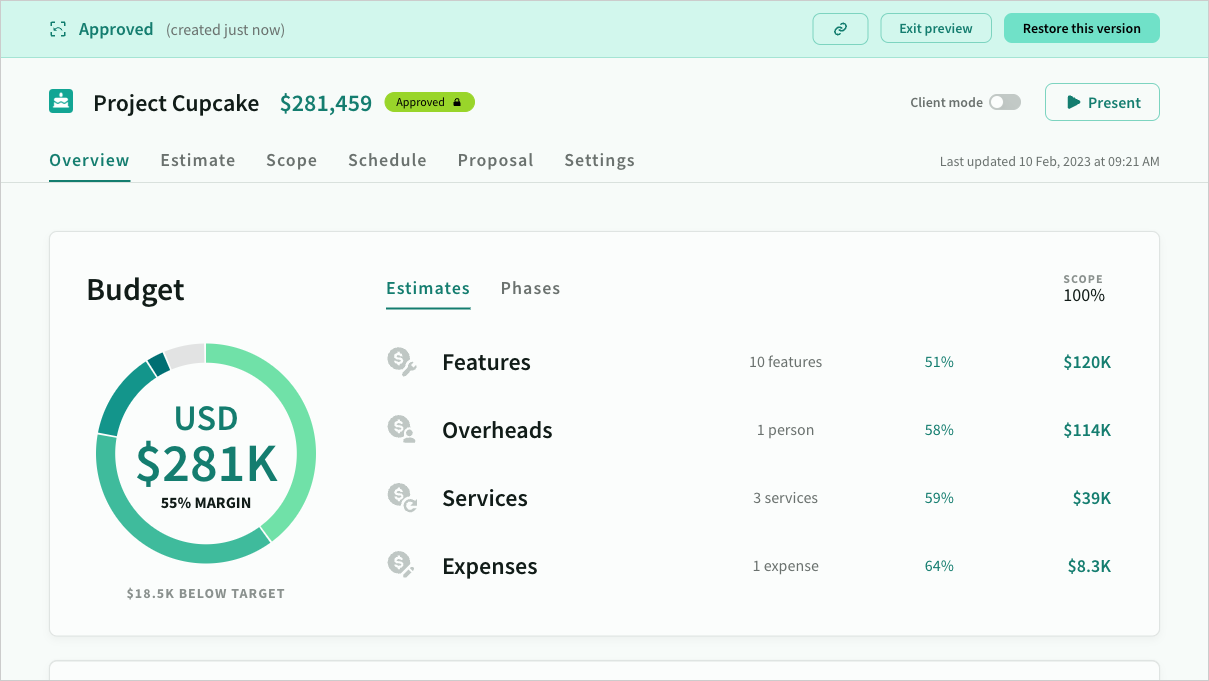 Approved (created just now)
Exit preview
Restore this version
Project Cupcake $281,459 Approved
Client mode
Present
Overview Estimate Scope Schedule Proposal Settings
Last updated 10 Feb, 2023 at 09:21 AM
Budget
Estimates Phases
SCOPE
100%
USD
$281K
55% MARGIN
$18.5K BELOW TARGET
Features 10 features 51% $120K
Overheads 1 person 58% $114K
Services 3 services 59% $39K
Expenses 1 expense 64% $8.3K